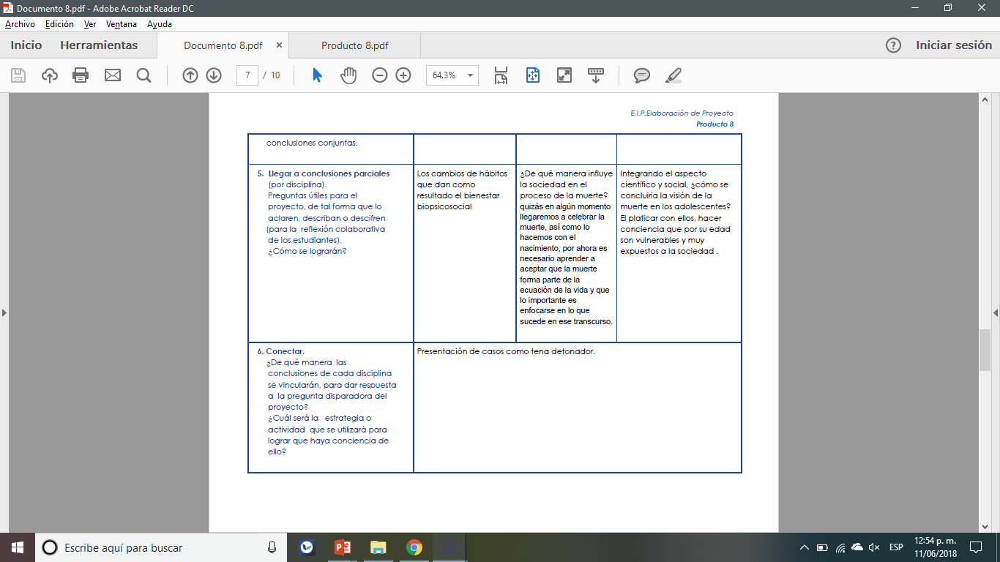 Documento 8.pdf - Adobe Acrobat Reader DC
Archivo Edición Ver Ventana Ayuda
Inicio Herramientas Documento 8.pdf × Producto 8.pdf ? Iniciar sesión
7 / 10 64.3%
E.I.P.Elaboración de Proyecto
Producto 8
conclusiones conjuntas.
5. Llegar a conclusiones parciales
(por disciplina).
Preguntas útiles para el
proyecto, de tal forma que lo
aclaren, describan o descifren
(para la reflexión colaborativa
de los estudiantes).
¿Cómo se lograrán?
Los cambios de hábitos
que dan como
resultado el bienestar
biopsicosocial
¿De qué manera influye
la sociedad en el
proceso de la muerte?
quizás en algún momento
llegaremos a celebrar la
muerte, así como lo
hacemos con el
nacimiento, por ahora es
necesario aprender a
aceptar que la muerte
forma parte de la
ecuación de la vida y que
lo importante es
enfocarse en lo que
sucede en ese transcurso.
Integrando el aspecto
científico y social, ¿cómo se
concluiría la visión de la
muerte en los adolescentes?
El platicar con ellos, hacer
conciencia que por su edad
son vulnerables y muy
expuestos a la sociedad .
6. Conectar.
¿De qué manera las
conclusiones de cada disciplina
se vincularán, para dar respuesta
a la pregunta disparadora del
proyecto?
¿Cuál será la estrategia o
actividad que se utilizará para
lograr que haya conciencia de
ello?
Presentación de casos como tena detonador.
Escribe aquí para buscar
ESP
12:54 p. m.
11/06/2018